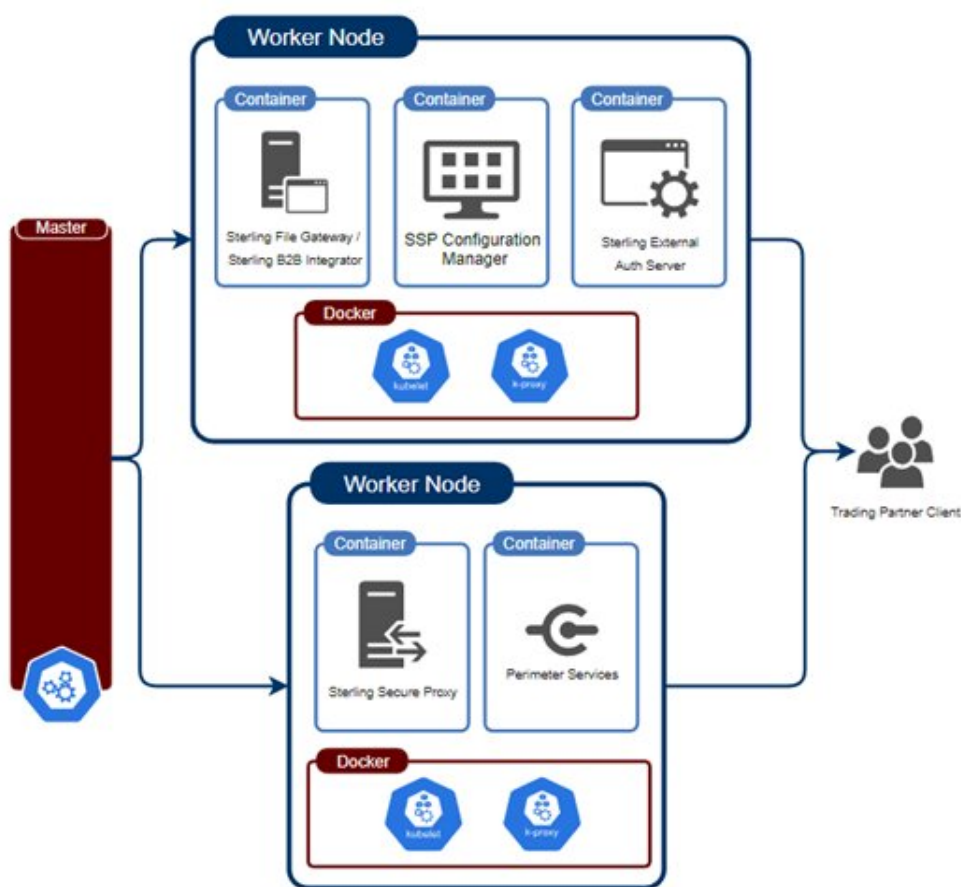 Worker Node
Container
Container
Container
Sterling File Gateway /
Sterling B2B Integrator
SSP Configuration
Manager
Sterling External
Auth Server
Docker
kubelet
k-proxy
Master
Worker Node
Container
Container
Sterling Secure Proxy
Perimeter Services
Docker
kubelet
k-proxy
Trading Partner Client